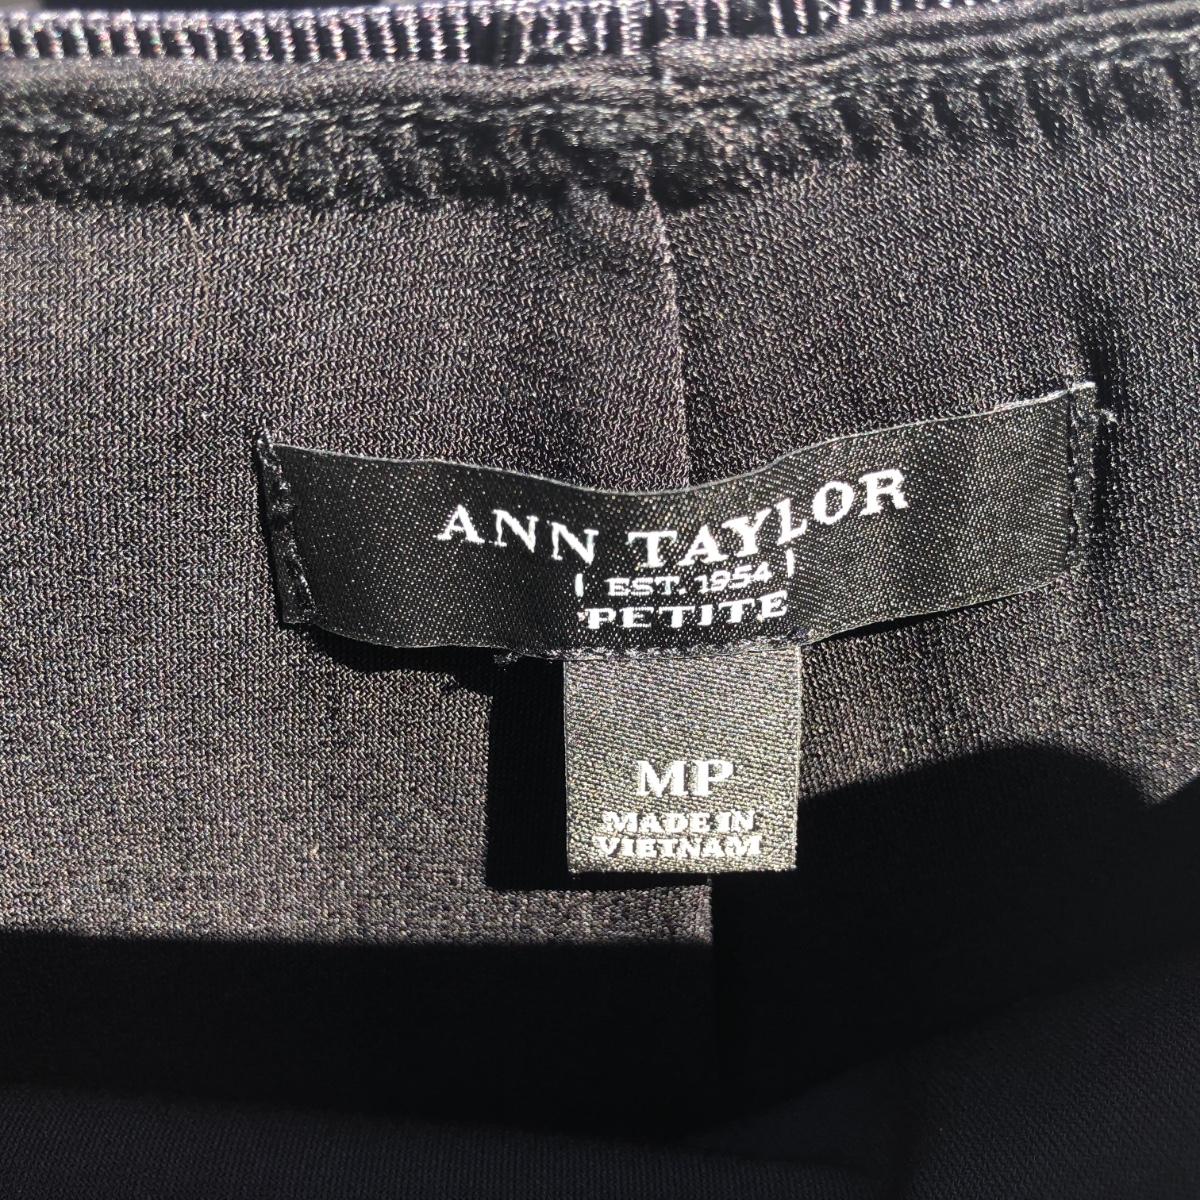 ANN TAYLOR
| EST. 1954 |
PETITE
MP
MADE IN
VIETNAM